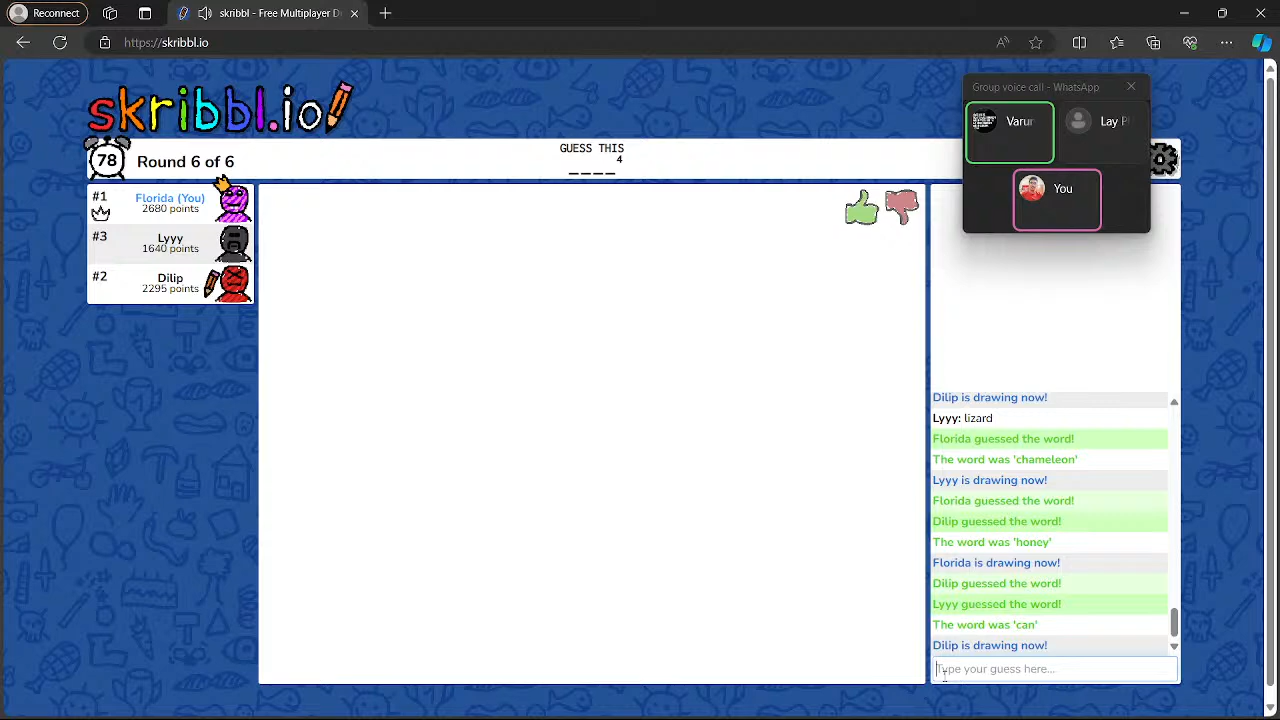 Reconnect
skribbl - Free Multiplayer Dr
https://skribbl.io
skribbl.io
Group voice call - WhatsApp
Varun
Lay Pl
You
78
Round 6 of 6
GUESS THIS
4
____
#1
Florida (You)
2680 points
#3
Lyyy
1640 points
#2
Dilip
2295 points
Dilip is drawing now!
Lyyy: lizard
Florida guessed the word!
The word was 'chameleon'
Lyyy is drawing now!
Florida guessed the word!
Dilip guessed the word!
The word was 'honey'
Florida is drawing now!
Dilip guessed the word!
Lyyy guessed the word!
The word was 'can'
Dilip is drawing now!
Type your guess here...